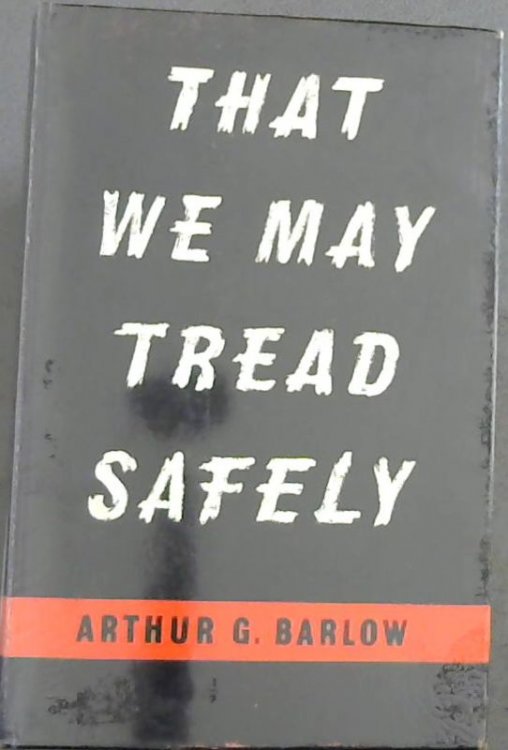 THAT
WE MAY
TREAD
SAFELY
ARTHUR G. BARLOW